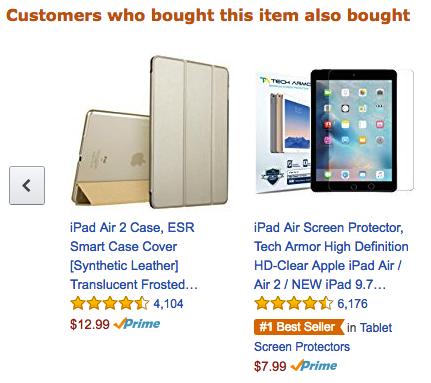 Customers who bought this item also bought
iPad Air 2 Case, ESR
Smart Case Cover
[Synthetic Leather]
Translucent Frosted…
4,104
$12.99 Prime
TECH ARMOR
iPad Air Screen Protector,
Tech Armor High Definition
HD-Clear Apple iPad Air /
Air 2 / NEW iPad 9.7…
6,176
#1 Best Seller in Tablet
Screen Protectors
$7.99 Prime